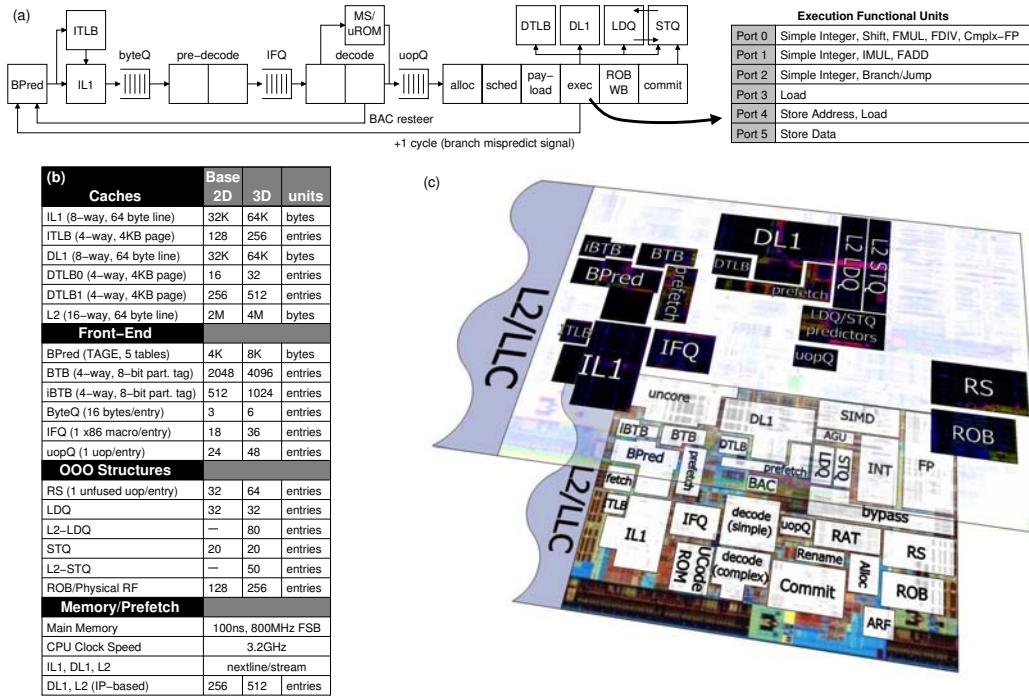 (a)
ITLB
BPred
IL1
byteQ
pre−decode
IFQ
MS/
uROM
decode
uopQ
BAC resteer
DTLB
DL1
LDQ
STQ
alloc
sched
pay−
load
exec
ROB
WB
commit
+1 cycle (branch mispredict signal)
Execution Functional Units
Port 0 Simple Integer, Shift, FMUL, FDIV, Cmplx−FP
Port 1 Simple Integer, IMUL, FADD
Port 2 Simple Integer, Branch/Jump
Port 3 Load
Port 4 Store Address, Load
Port 5 Store Data
(b)
Base
Caches 2D 3D units
IL1 (8−way, 64 byte line) 32K 64K bytes
ITLB (4−way, 4KB page) 128 256 entries
DL1 (8−way, 64 byte line) 32K 64K bytes
DTLB0 (4−way, 4KB page) 16 32 entries
DTLB1 (4−way, 4KB page) 256 512 entries
L2 (16−way, 64 byte line) 2M 4M bytes
Front−End
BPred (TAGE, 5 tables) 4K 8K bytes
BTB (4−way, 8−bit part. tag) 2048 4096 entries
iBTB (4−way, 8−bit part. tag) 512 1024 entries
ByteQ (16 bytes/entry) 3 6 entries
IFQ (1 x86 macro/entry) 18 36 entries
uopQ (1 uop/entry) 24 48 entries
OOO Structures
RS (1 unfused uop/entry) 32 64 entries
LDQ 32 32 entries
L2−LDQ — 80 entries
STQ 20 20 entries
L2−STQ — 50 entries
ROB/Physical RF 128 256 entries
Memory/Prefetch
Main Memory 100ns, 800MHz FSB
CPU Clock Speed 3.2GHz
IL1, DL1, L2 nextline/stream
DL1, L2 (IP−based) 256 512 entries
(c)
L2/LLC
iBTB
BTB
BPred
prefetch
DL1
DTLB
prefetch
L2 LDQ
L2 STQ
LDQ/STQ
predictors
ITLB
IL1
IFQ
uopQ
RS
ROB
L2/LLC
uncore
DL1
SIMD
iBTB
BTB
DTLB
AGU
BPred
prefetch
prefetch
LDQ
STQ
INT
FP
BAC
fetch
bypass
ITLB
IL1
IFQ
decode
(simple)
uopQ
RAT
RS
UCode
ROM
decode
(complex)
Rename
Alloc
Commit
ROB
ARF